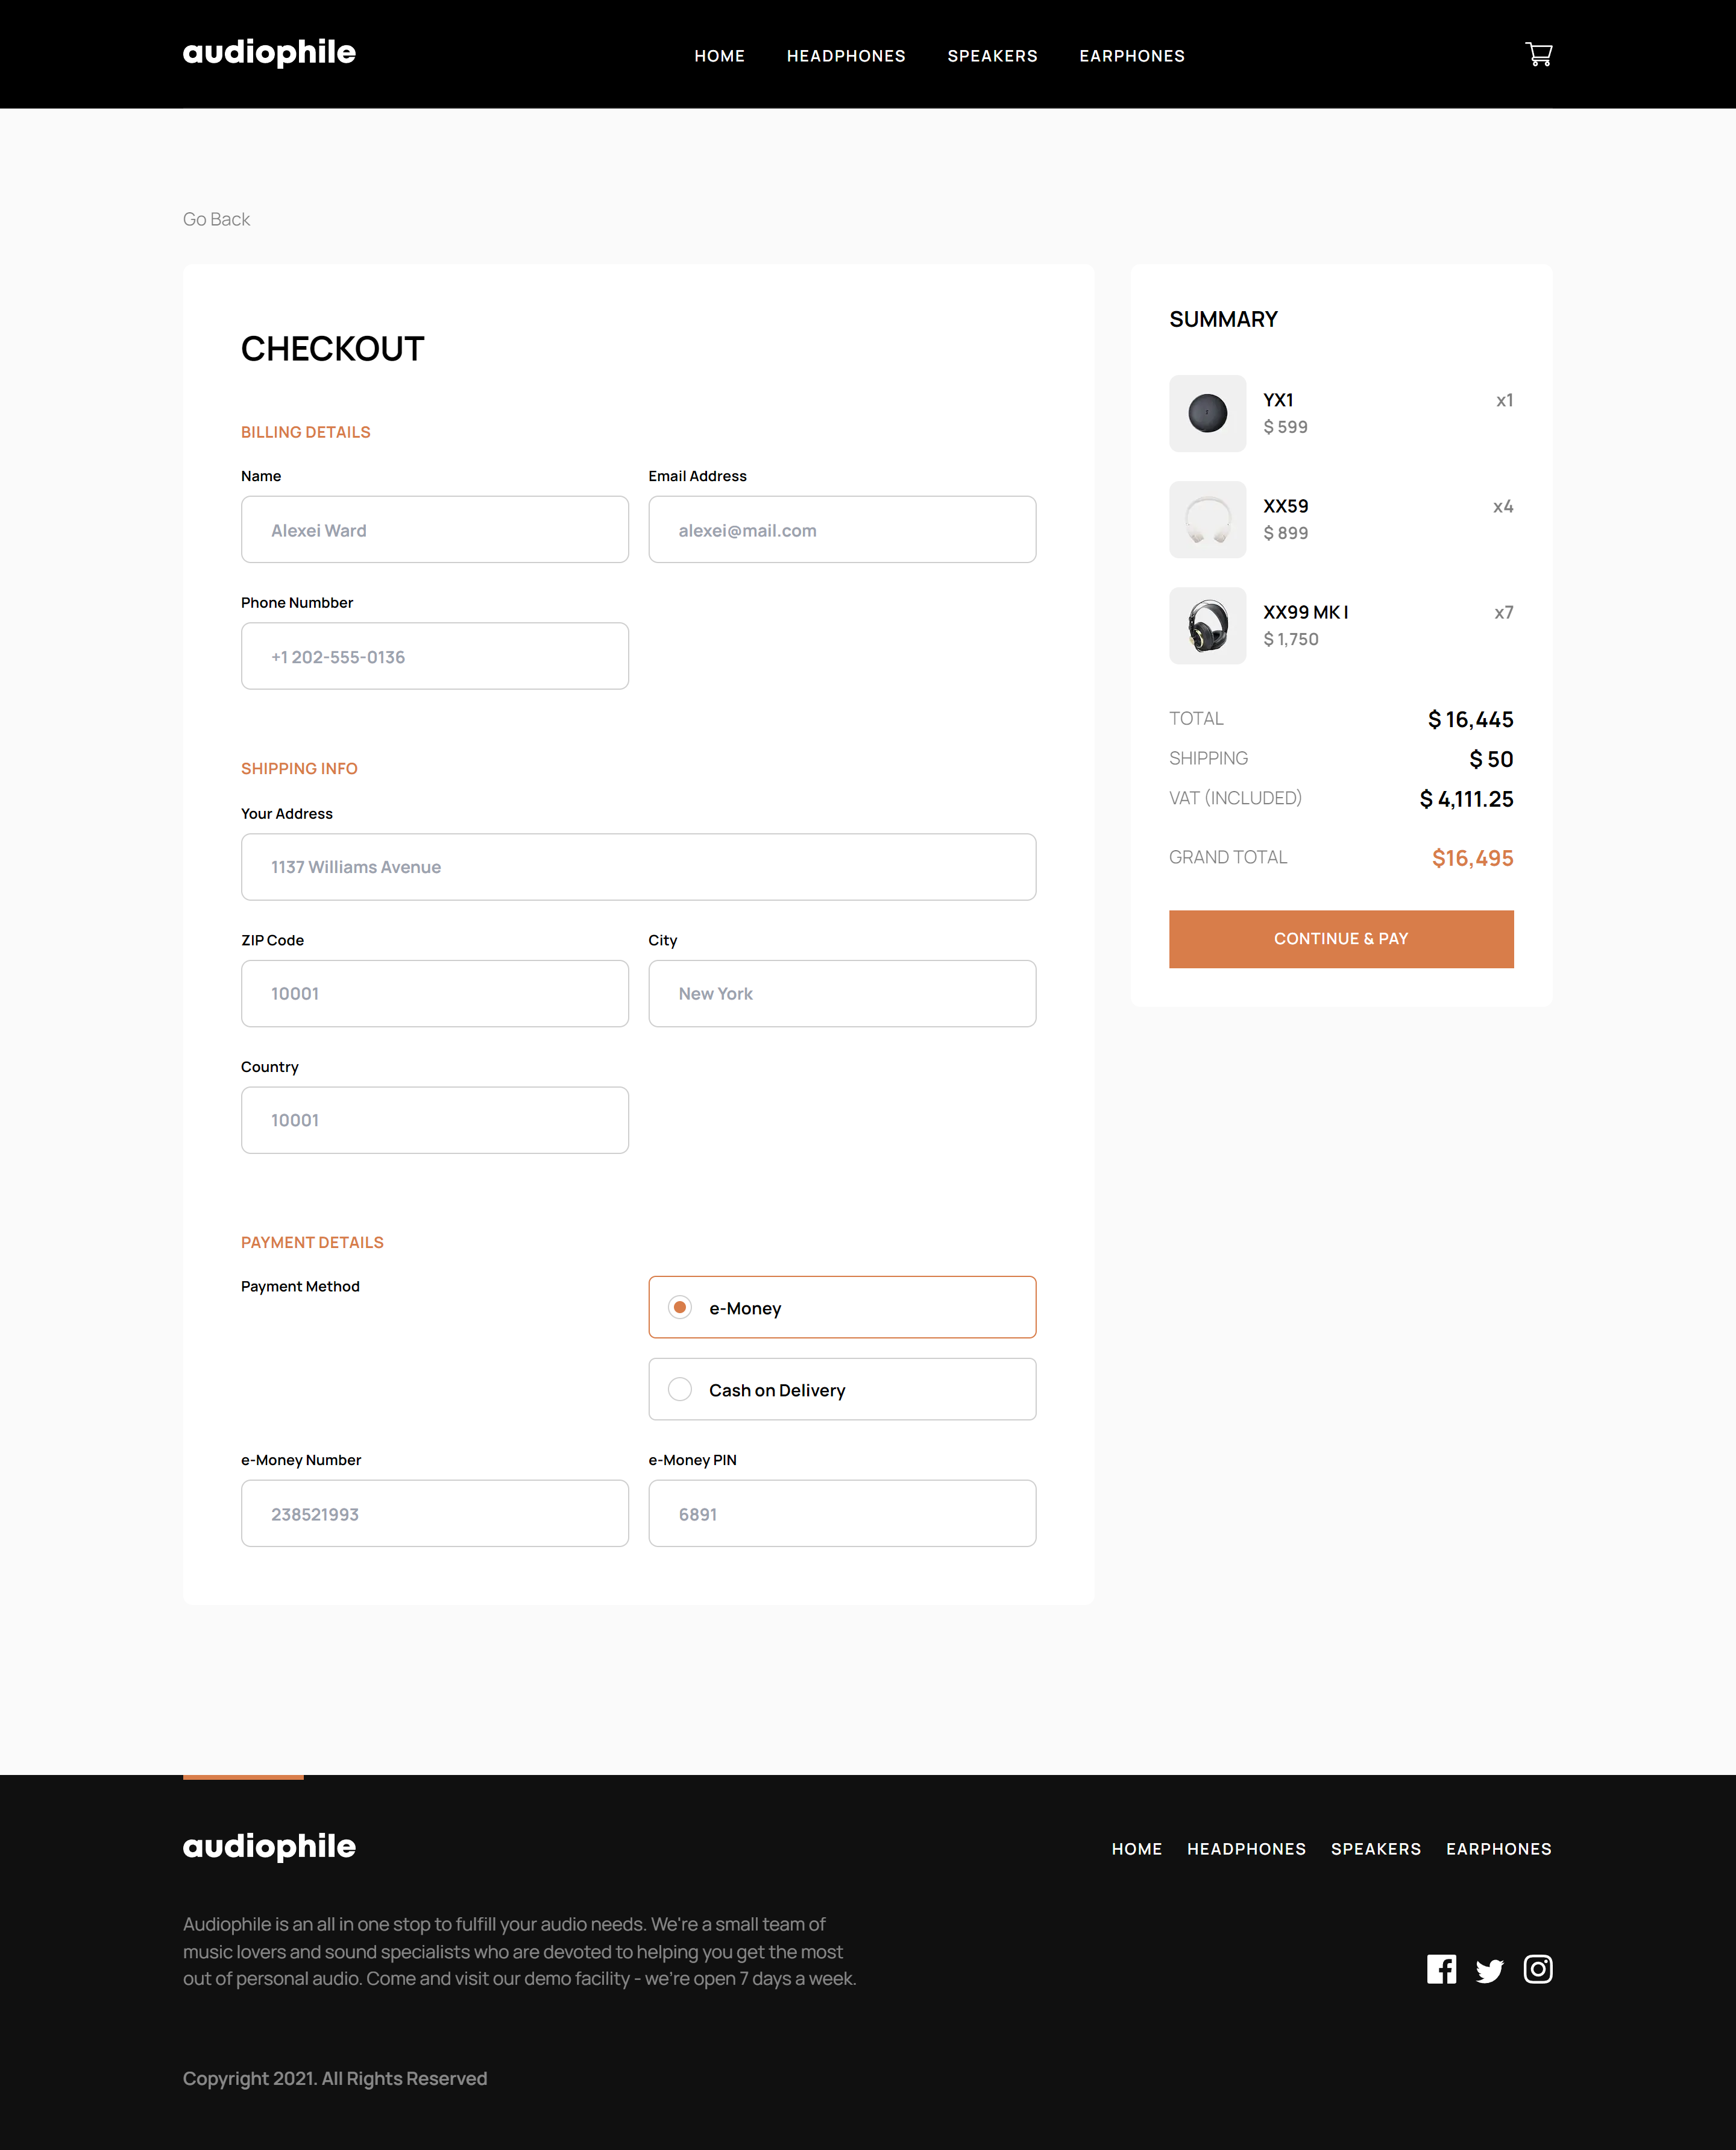 audiophile
HOME HEADPHONES SPEAKERS EARPHONES
Go Back
CHECKOUT
BILLING DETAILS
Name
Alexei Ward
Email Address
alexei@mail.com
Phone Numbber
+1 202-555-0136
SHIPPING INFO
Your Address
1137 Williams Avenue
ZIP Code
10001
City
New York
Country
10001
PAYMENT DETAILS
Payment Method
e-Money
Cash on Delivery
e-Money Number
238521993
e-Money PIN
6891
SUMMARY
YX1 x1
$ 599
XX59 x4
$ 899
XX99 MK I x7
$ 1,750
TOTAL $ 16,445
SHIPPING $ 50
VAT (INCLUDED) $ 4,111.25
GRAND TOTAL $16,495
CONTINUE & PAY
audiophile
HOME HEADPHONES SPEAKERS EARPHONES
Audiophile is an all in one stop to fulfill your audio needs. We're a small team of
music lovers and sound specialists who are devoted to helping you get the most
out of personal audio. Come and visit our demo facility - we're open 7 days a week.
Copyright 2021. All Rights Reserved